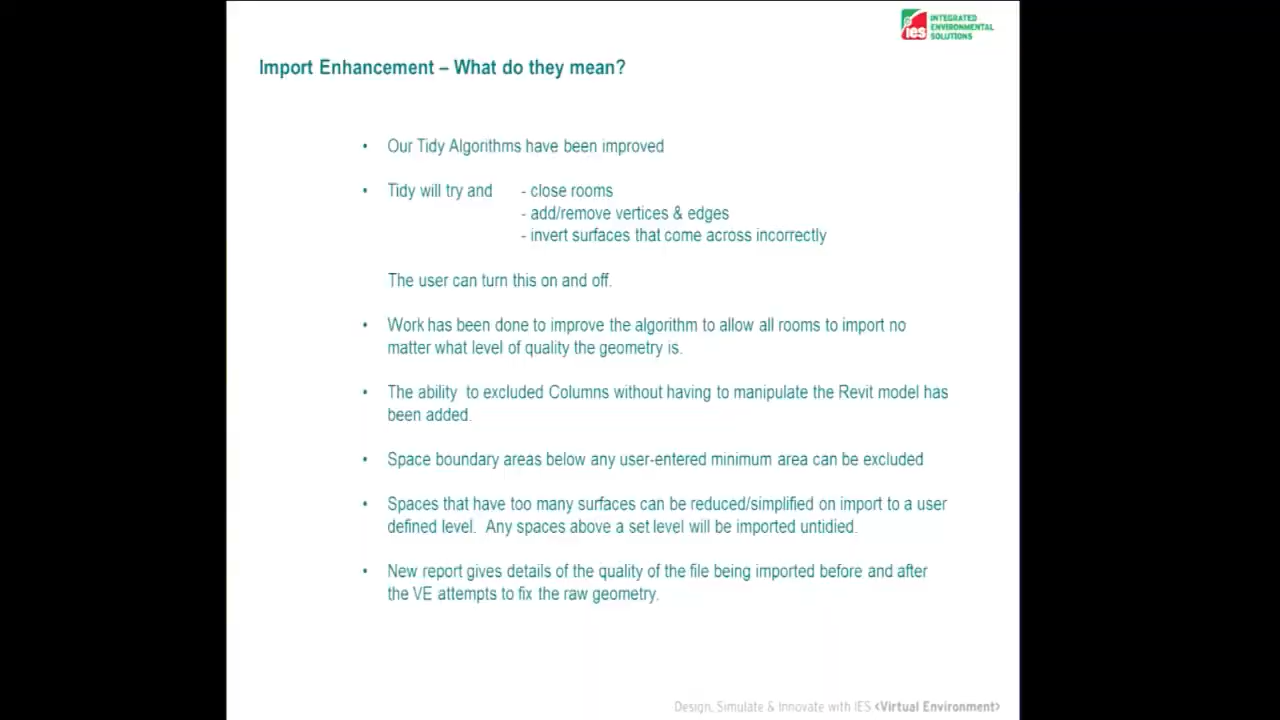 IES INTEGRATED
ENVIRONMENTAL
SOLUTIONS
Import Enhancement – What do they mean?
• Our Tidy Algorithms have been improved
• Tidy will try and - close rooms
- add/remove vertices & edges
- invert surfaces that come across incorrectly
The user can turn this on and off.
• Work has been done to improve the algorithm to allow all rooms to import no
matter what level of quality the geometry is.
• The ability to excluded Columns without having to manipulate the Revit model has
been added.
• Space boundary areas below any user-entered minimum area can be excluded
• Spaces that have too many surfaces can be reduced/simplified on import to a user
defined level. Any spaces above a set level will be imported untidied.
• New report gives details of the quality of the file being imported before and after
the VE attempts to fix the raw geometry.
Design, Simulate & Innovate with IES <Virtual Environment>